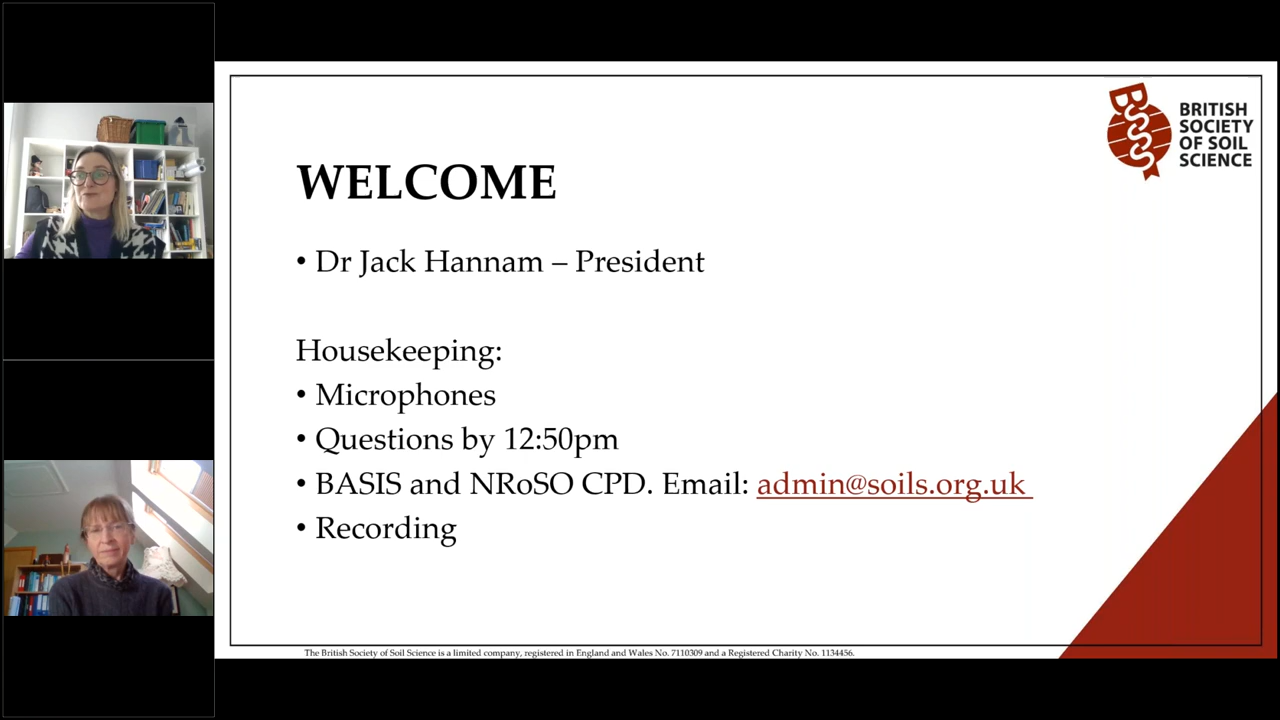 BSSS
BRITISH
SOCIETY
OF SOIL
SCIENCE
WELCOME
• Dr Jack Hannam – President
Housekeeping:
• Microphones
• Questions by 12:50pm
• BASIS and NRoSO CPD. Email: admin@soils.org.uk
• Recording
The British Society of Soil Science is a limited company, registered in England and Wales No. 7110309 and a Registered Charity No. 1134456.